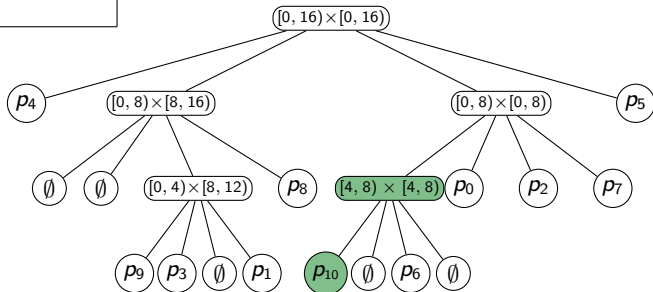 [0, 16)×[0, 16)
p4 [0, 8)×[8, 16) [0, 8)×[0, 8) p5
∅ ∅ [0, 4)×[8, 12) p8 [4, 8) × [4, 8) p0 p2 p7
p9 p3 ∅ p1 p10 ∅ p6 ∅